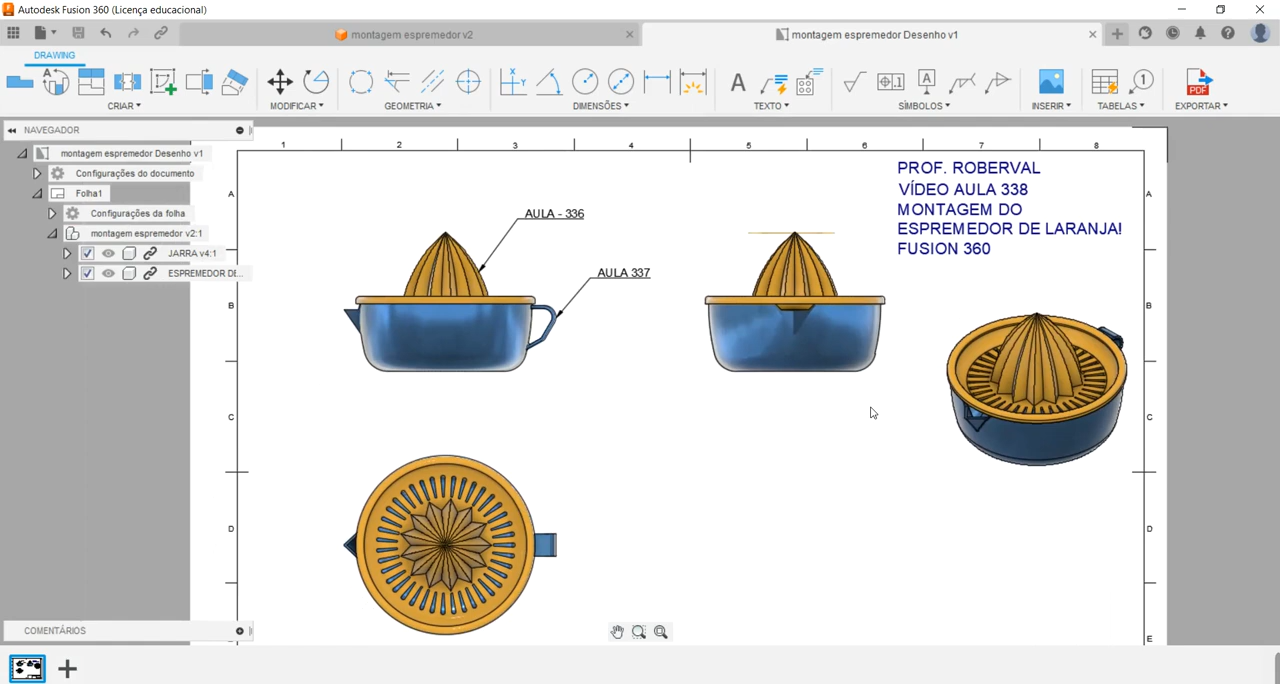 Autodesk Fusion 360 (Licença educacional)
montagem espremedor v2
montagem espremedor Desenho v1
DRAWING
CRIAR
MODIFICAR
GEOMETRIA
DIMENSÕES
TEXTO
SÍMBOLOS
INSERIR
TABELAS
EXPORTAR
PDF
NAVEGADOR
montagem espremedor Desenho v1
Configurações do documento
Folha1
Configurações da folha
montagem espremedor v2:1
JARRA v4:1
ESPREMEDOR DE...
1 2 3 4 5 6 7 8
A A
B B
C C
D D
E
AULA - 336
AULA 337
PROF. ROBERVAL
VÍDEO AULA 338
MONTAGEM DO
ESPREMEDOR DE LARANJA!
FUSION 360
COMENTÁRIOS